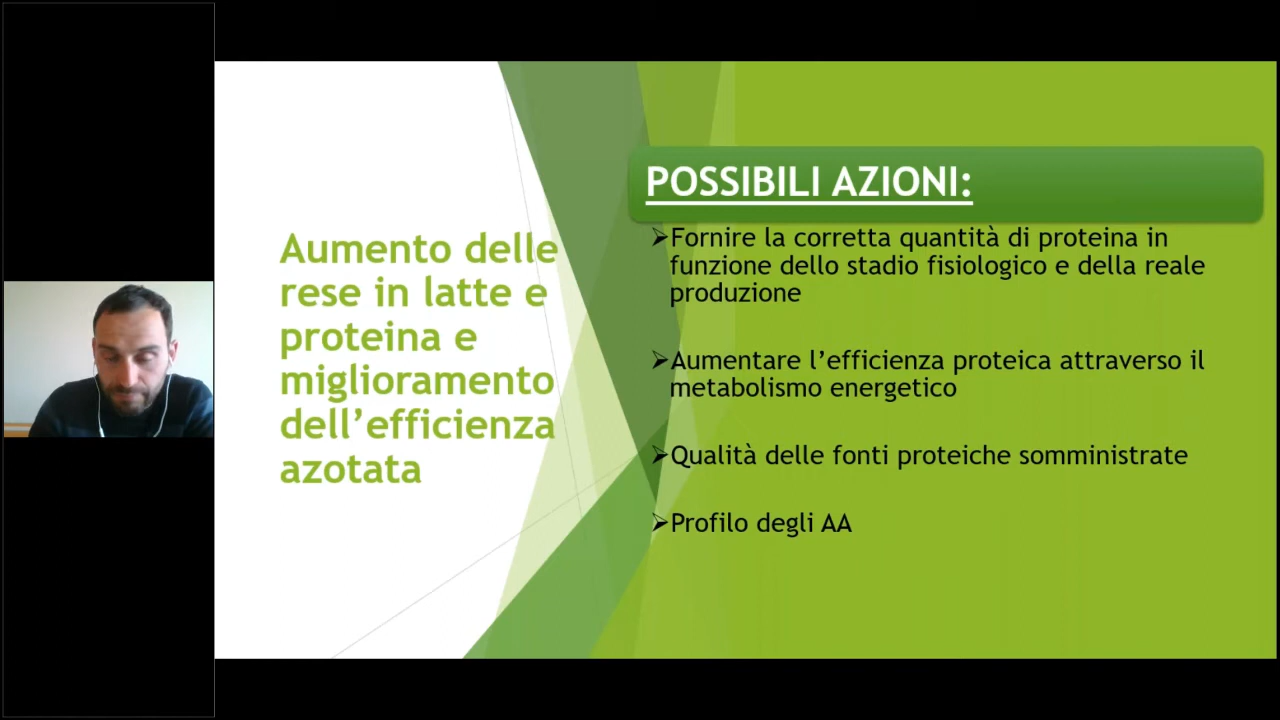 Aumento delle
rese in latte e
proteina e
miglioramento
dell’efficienza
azotata
POSSIBILI AZIONI:
➢Fornire la corretta quantità di proteina in
funzione dello stadio fisiologico e della reale
produzione
➢Aumentare l’efficienza proteica attraverso il
metabolismo energetico
➢Qualità delle fonti proteiche somministrate
➢Profilo degli AA